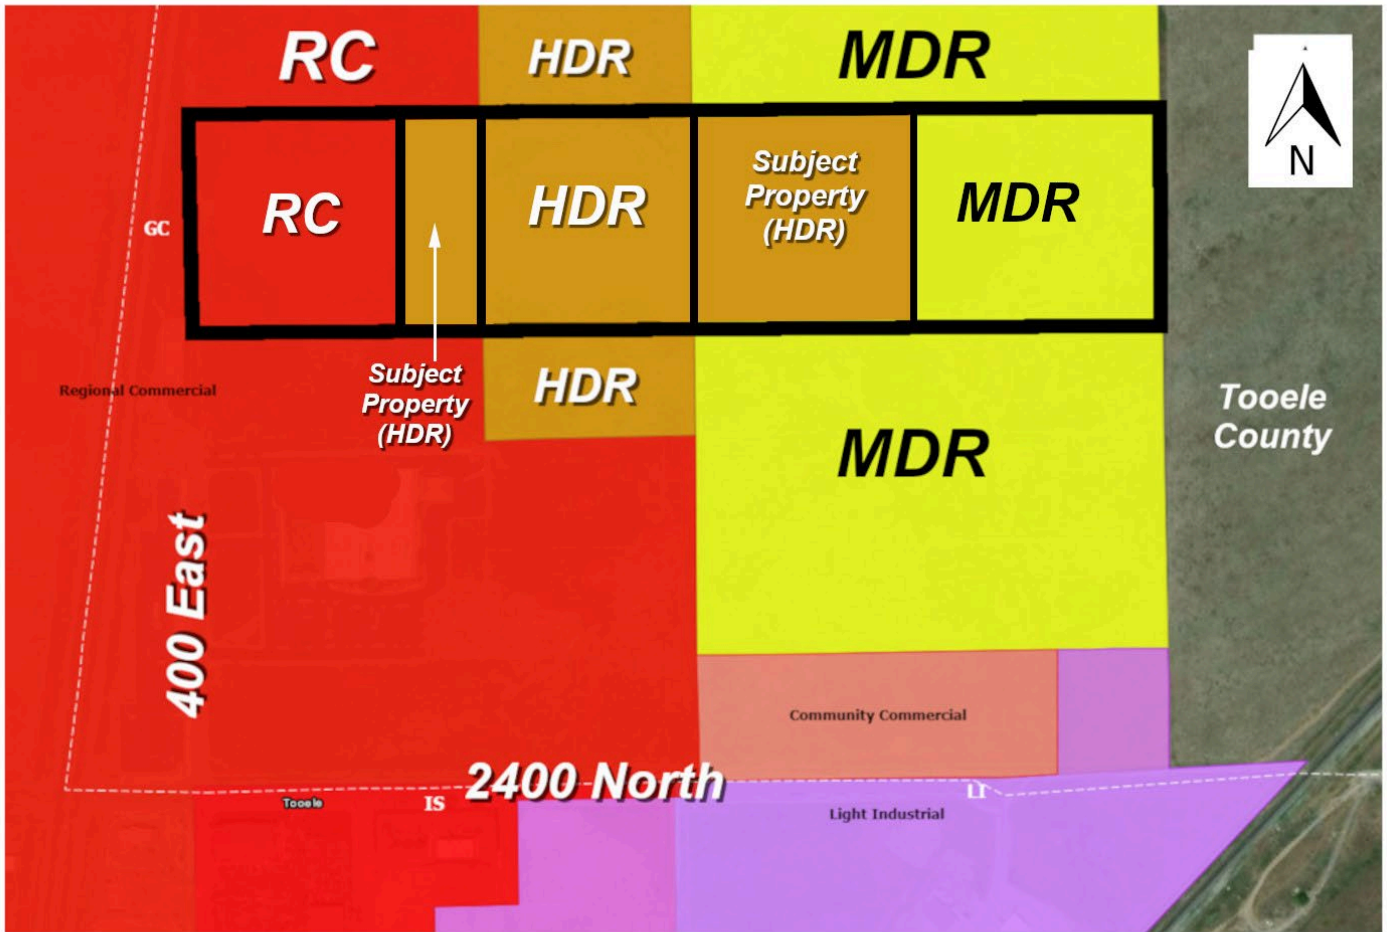 RC
HDR
MDR
N
RC
HDR
Subject
Property
(HDR)
MDR
GC
Subject
Property
(HDR)
HDR
Regional Commercial
Tooele
County
MDR
400 East
Community Commercial
2400 North
Tooele
IS
LI
Light Industrial